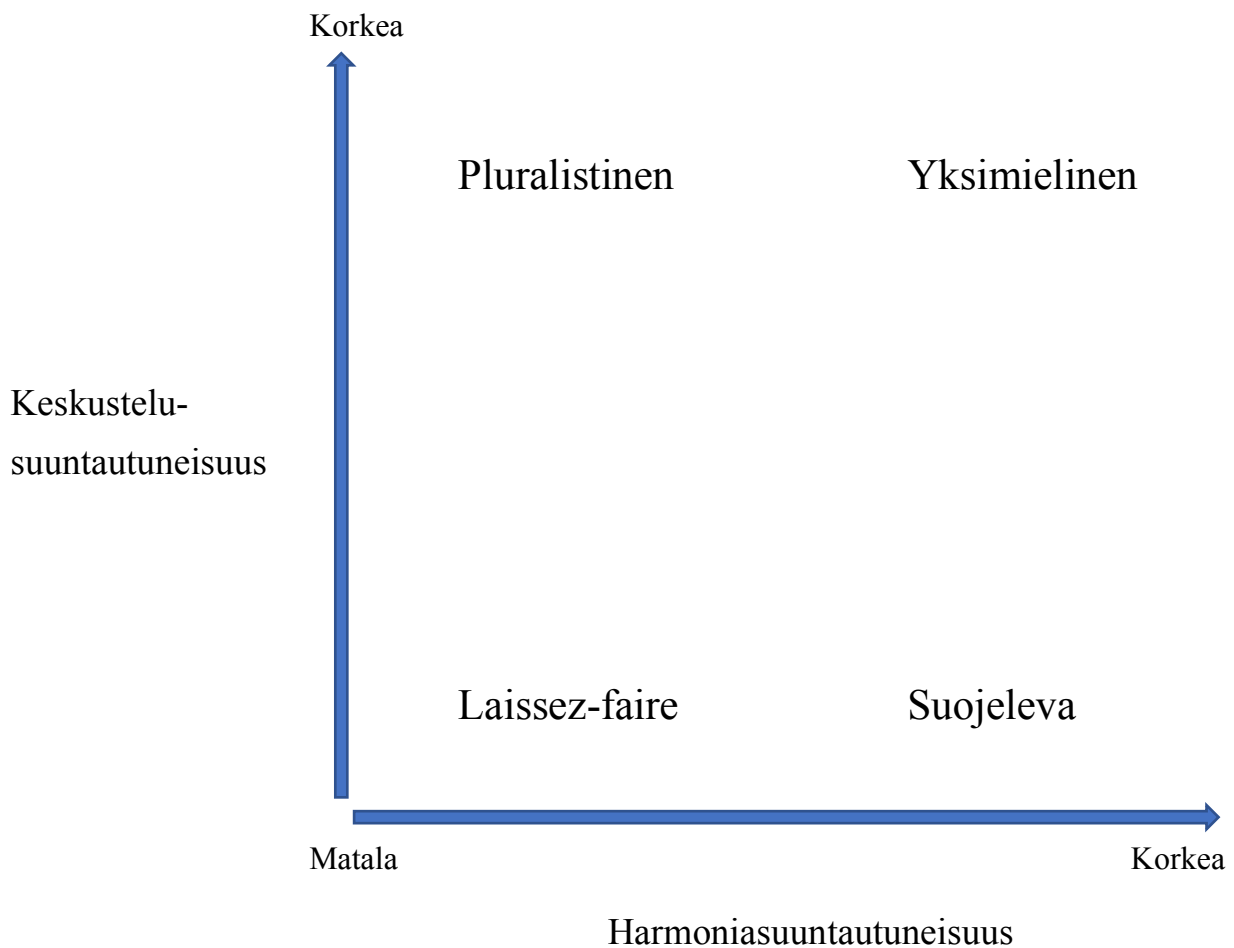 Korkea
Pluralistinen Yksimielinen
Keskustelu-
suuntautuneisuus
Laissez-faire Suojeleva
Matala Korkea
Harmoniasuuntautuneisuus